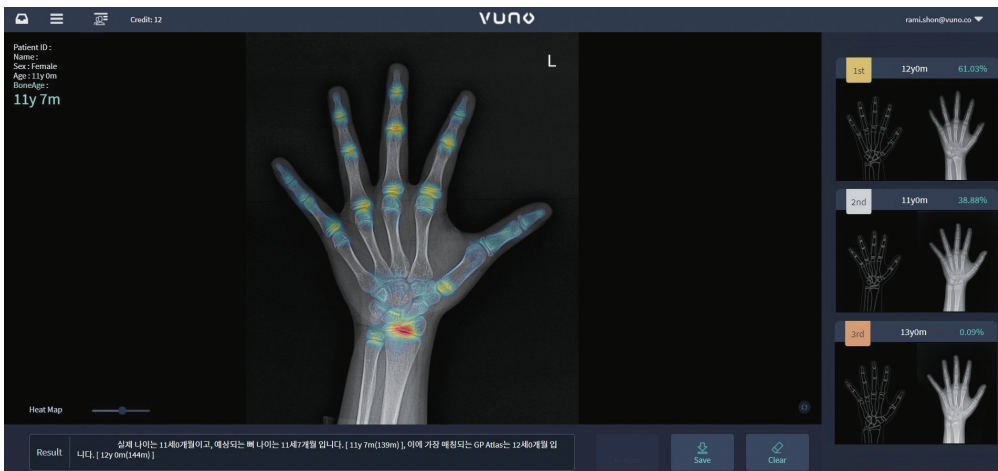 Credit: 12
VUNO
rami.shon@vuno.co
Patient ID :
Name :
Sex : Female
Age : 11y 0m
BoneAge :
11y 7m
L
1st 12y0m 61.03%
2nd 11y0m 38.88%
3rd 13y0m 0.09%
Heat Map
Result
실제 나이는 11세0개월이고, 예상되는 뼈 나이는 11세7개월 입니다. [ 11y 7m(139m) ], 이에 가장 매칭되는 GP Atlas는 12세0개월 입
니다. [ 12y 0m(144m) ]
Save
Clear